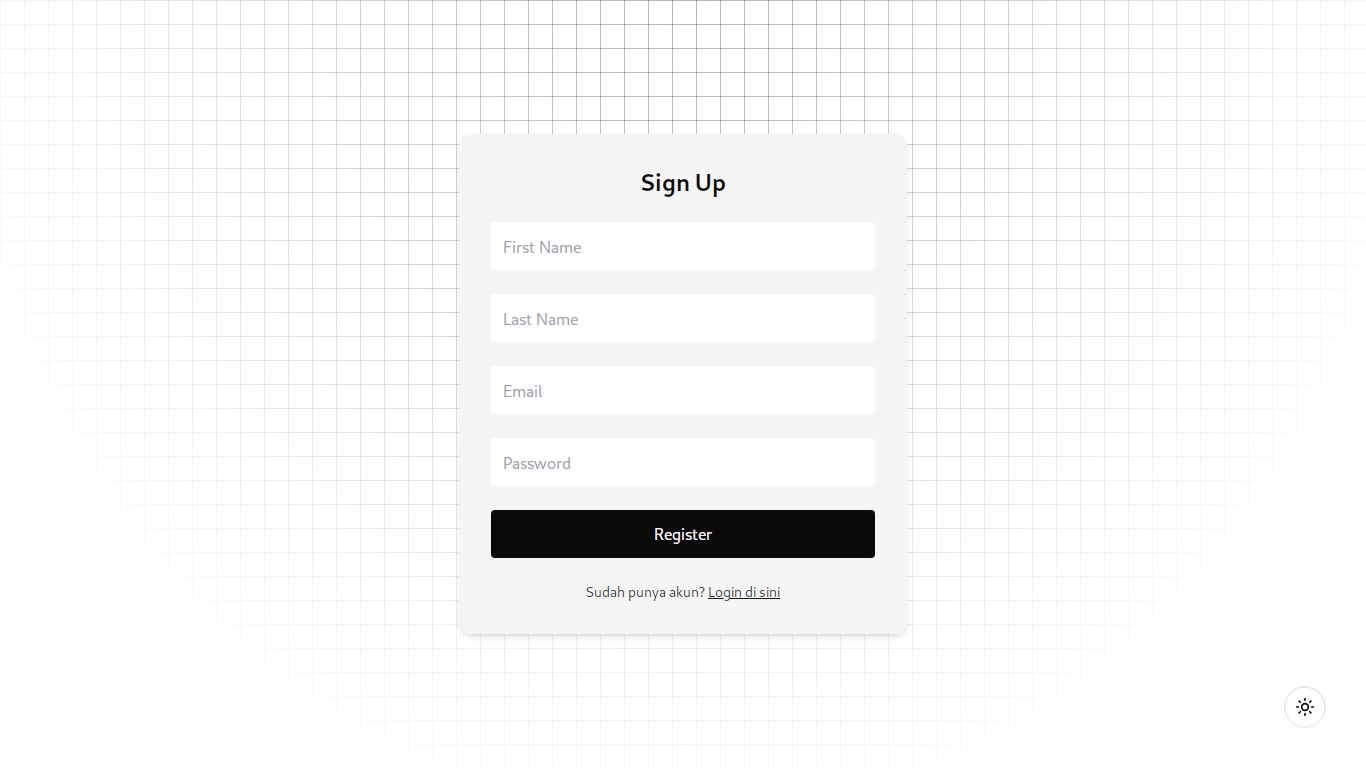 Sign Up
First Name
Last Name
Email
Password
Register
Sudah punya akun? Login di sini